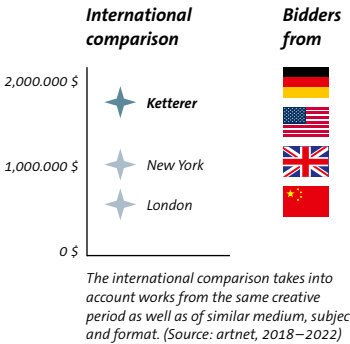 International
comparison
Bidders
from
2,000.000 $
Ketterer
1,000.000 $
New York
London
0 $
The international comparison takes into
account works from the same creative
period as well as of similar medium, subjec
and format. (Source: artnet, 2018–2022)